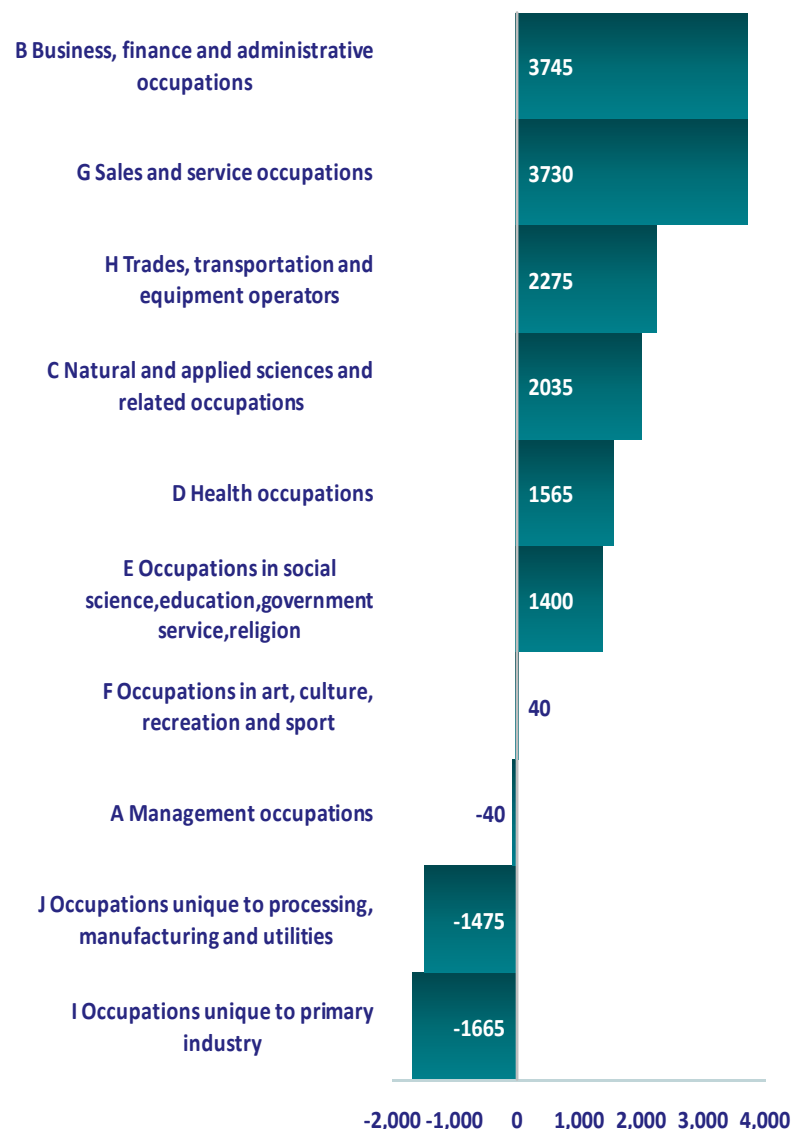 B Business, finance and administrative
occupations
3745
G Sales and service occupations
3730
H Trades, transportation and
equipment operators
2275
C Natural and applied sciences and
related occupations
2035
D Health occupations
1565
E Occupations in social
science,education,government
service,religion
1400
F Occupations in art, culture,
recreation and sport
40
A Management occupations
-40
J Occupations unique to processing,
manufacturing and utilities
-1475
I Occupations unique to primary
industry
-1665
-2,000 -1,000 0 1,000 2,000 3,000 4,000